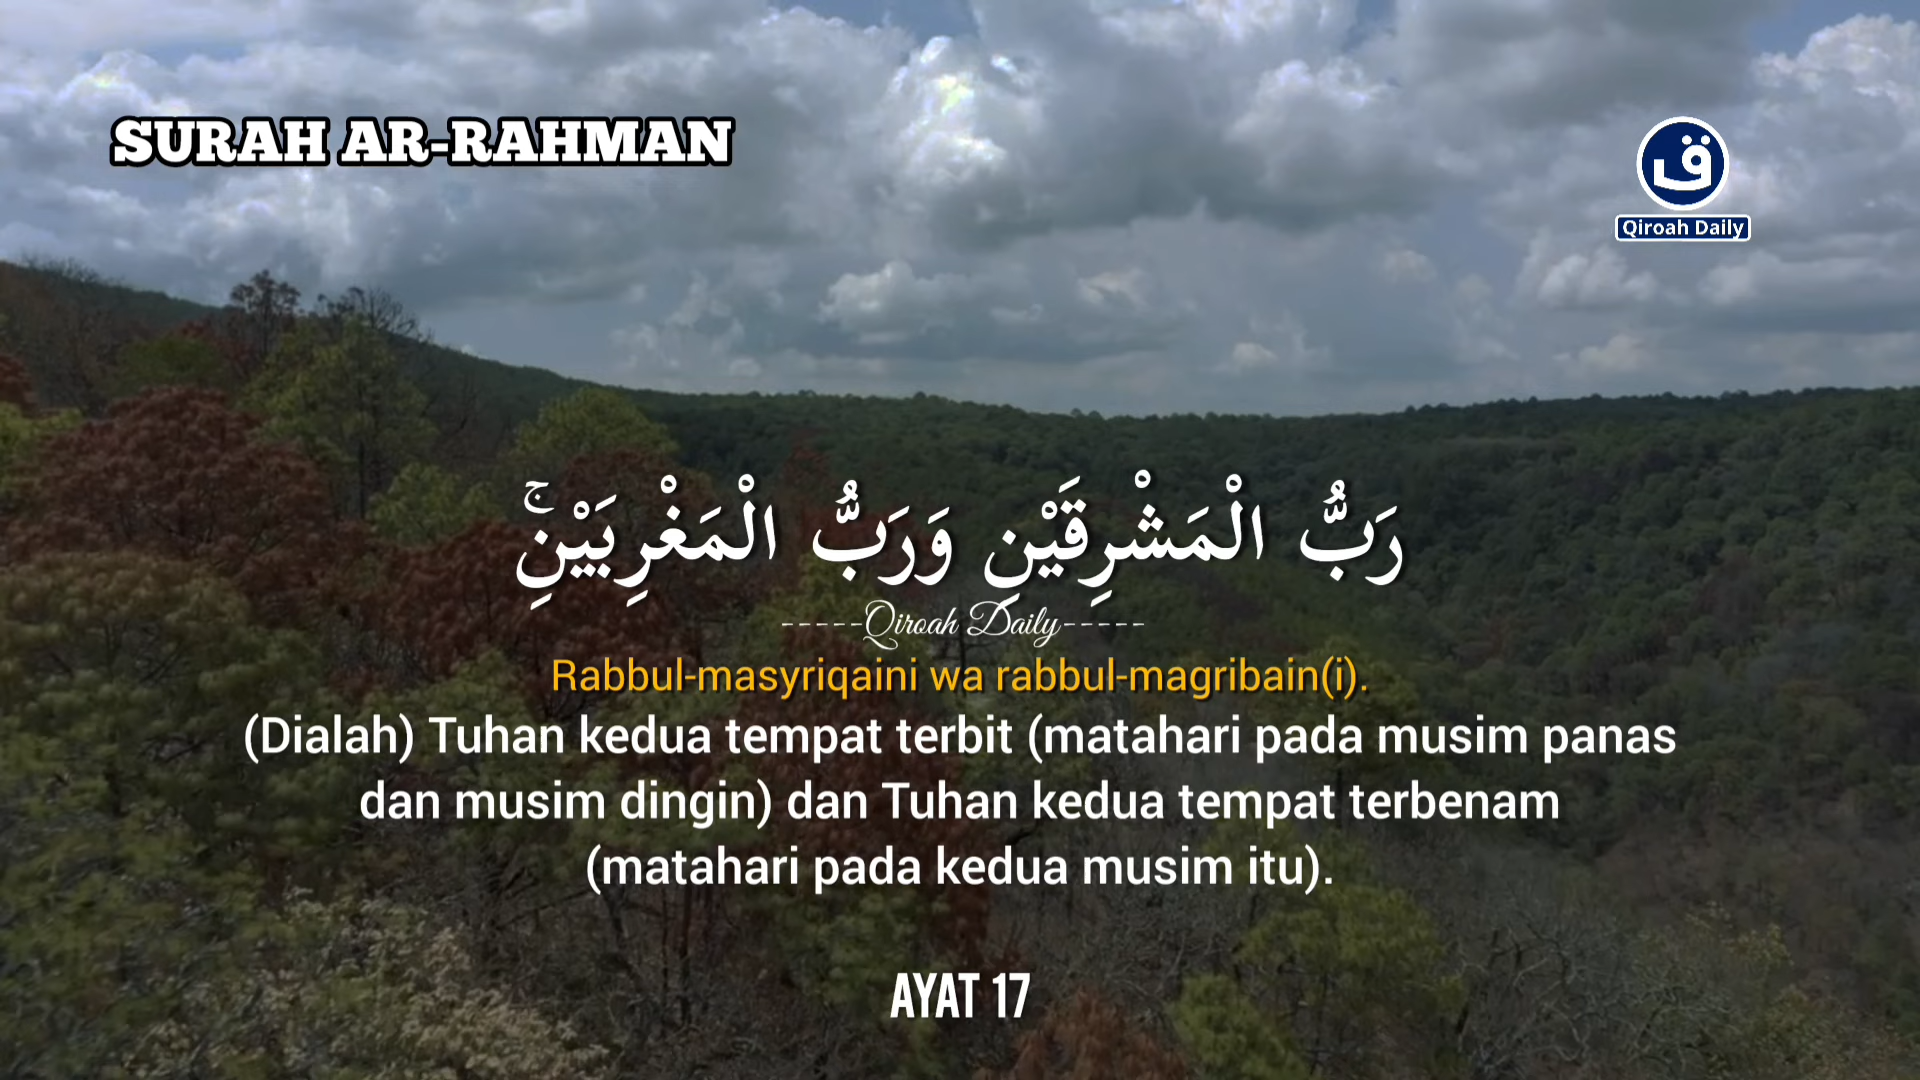 SURAH AR-RAHMAN
ق
Qiroah Daily
رَبُّ الْمَشْرِقَيْنِ وَرَبُّ الْمَغْرِبَيْنِۚ
-----Qiroah Daily-----
Rabbul-masyriqaini wa rabbul-magribain(i).
(Dialah) Tuhan kedua tempat terbit (matahari pada musim panas
dan musim dingin) dan Tuhan kedua tempat terbenam
(matahari pada kedua musim itu).
AYAT 17